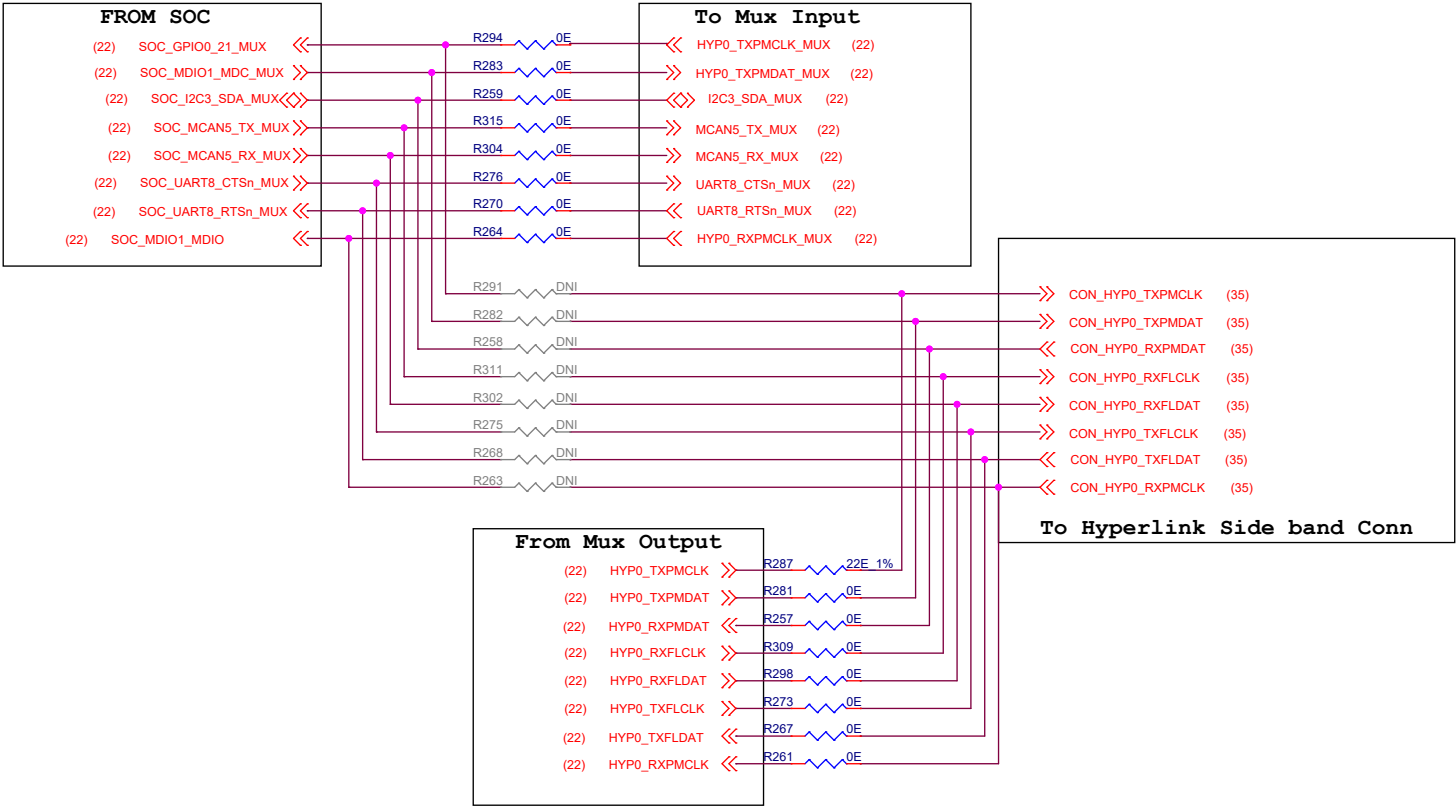 FROM SOC
To Mux Input
(22) SOC_GPIO0_21_MUX R294 0E HYP0_TXPMCLK_MUX (22)
(22) SOC_MDIO1_MDC_MUX R283 0E HYP0_TXPMDAT_MUX (22)
(22) SOC_I2C3_SDA_MUX R259 0E I2C3_SDA_MUX (22)
(22) SOC_MCAN5_TX_MUX R315 0E MCAN5_TX_MUX (22)
(22) SOC_MCAN5_RX_MUX R304 0E MCAN5_RX_MUX (22)
(22) SOC_UART8_CTSn_MUX R276 0E UART8_CTSn_MUX (22)
(22) SOC_UART8_RTSn_MUX R270 0E UART8_RTSn_MUX (22)
(22) SOC_MDIO1_MDIO R264 0E HYP0_RXPMCLK_MUX (22)
R291 DNI CON_HYP0_TXPMCLK (35)
R282 DNI CON_HYP0_TXPMDAT (35)
R258 DNI CON_HYP0_RXPMDAT (35)
R311 DNI CON_HYP0_RXFLCLK (35)
R302 DNI CON_HYP0_RXFLDAT (35)
R275 DNI CON_HYP0_TXFLCLK (35)
R268 DNI CON_HYP0_TXFLDAT (35)
R263 DNI CON_HYP0_RXPMCLK (35)
To Hyperlink Side band Conn
From Mux Output
(22) HYP0_TXPMCLK R287 22E_1%
(22) HYP0_TXPMDAT R281 0E
(22) HYP0_RXPMDAT R257 0E
(22) HYP0_RXFLCLK R309 0E
(22) HYP0_RXFLDAT R298 0E
(22) HYP0_TXFLCLK R273 0E
(22) HYP0_TXFLDAT R267 0E
(22) HYP0_RXPMCLK R261 0E